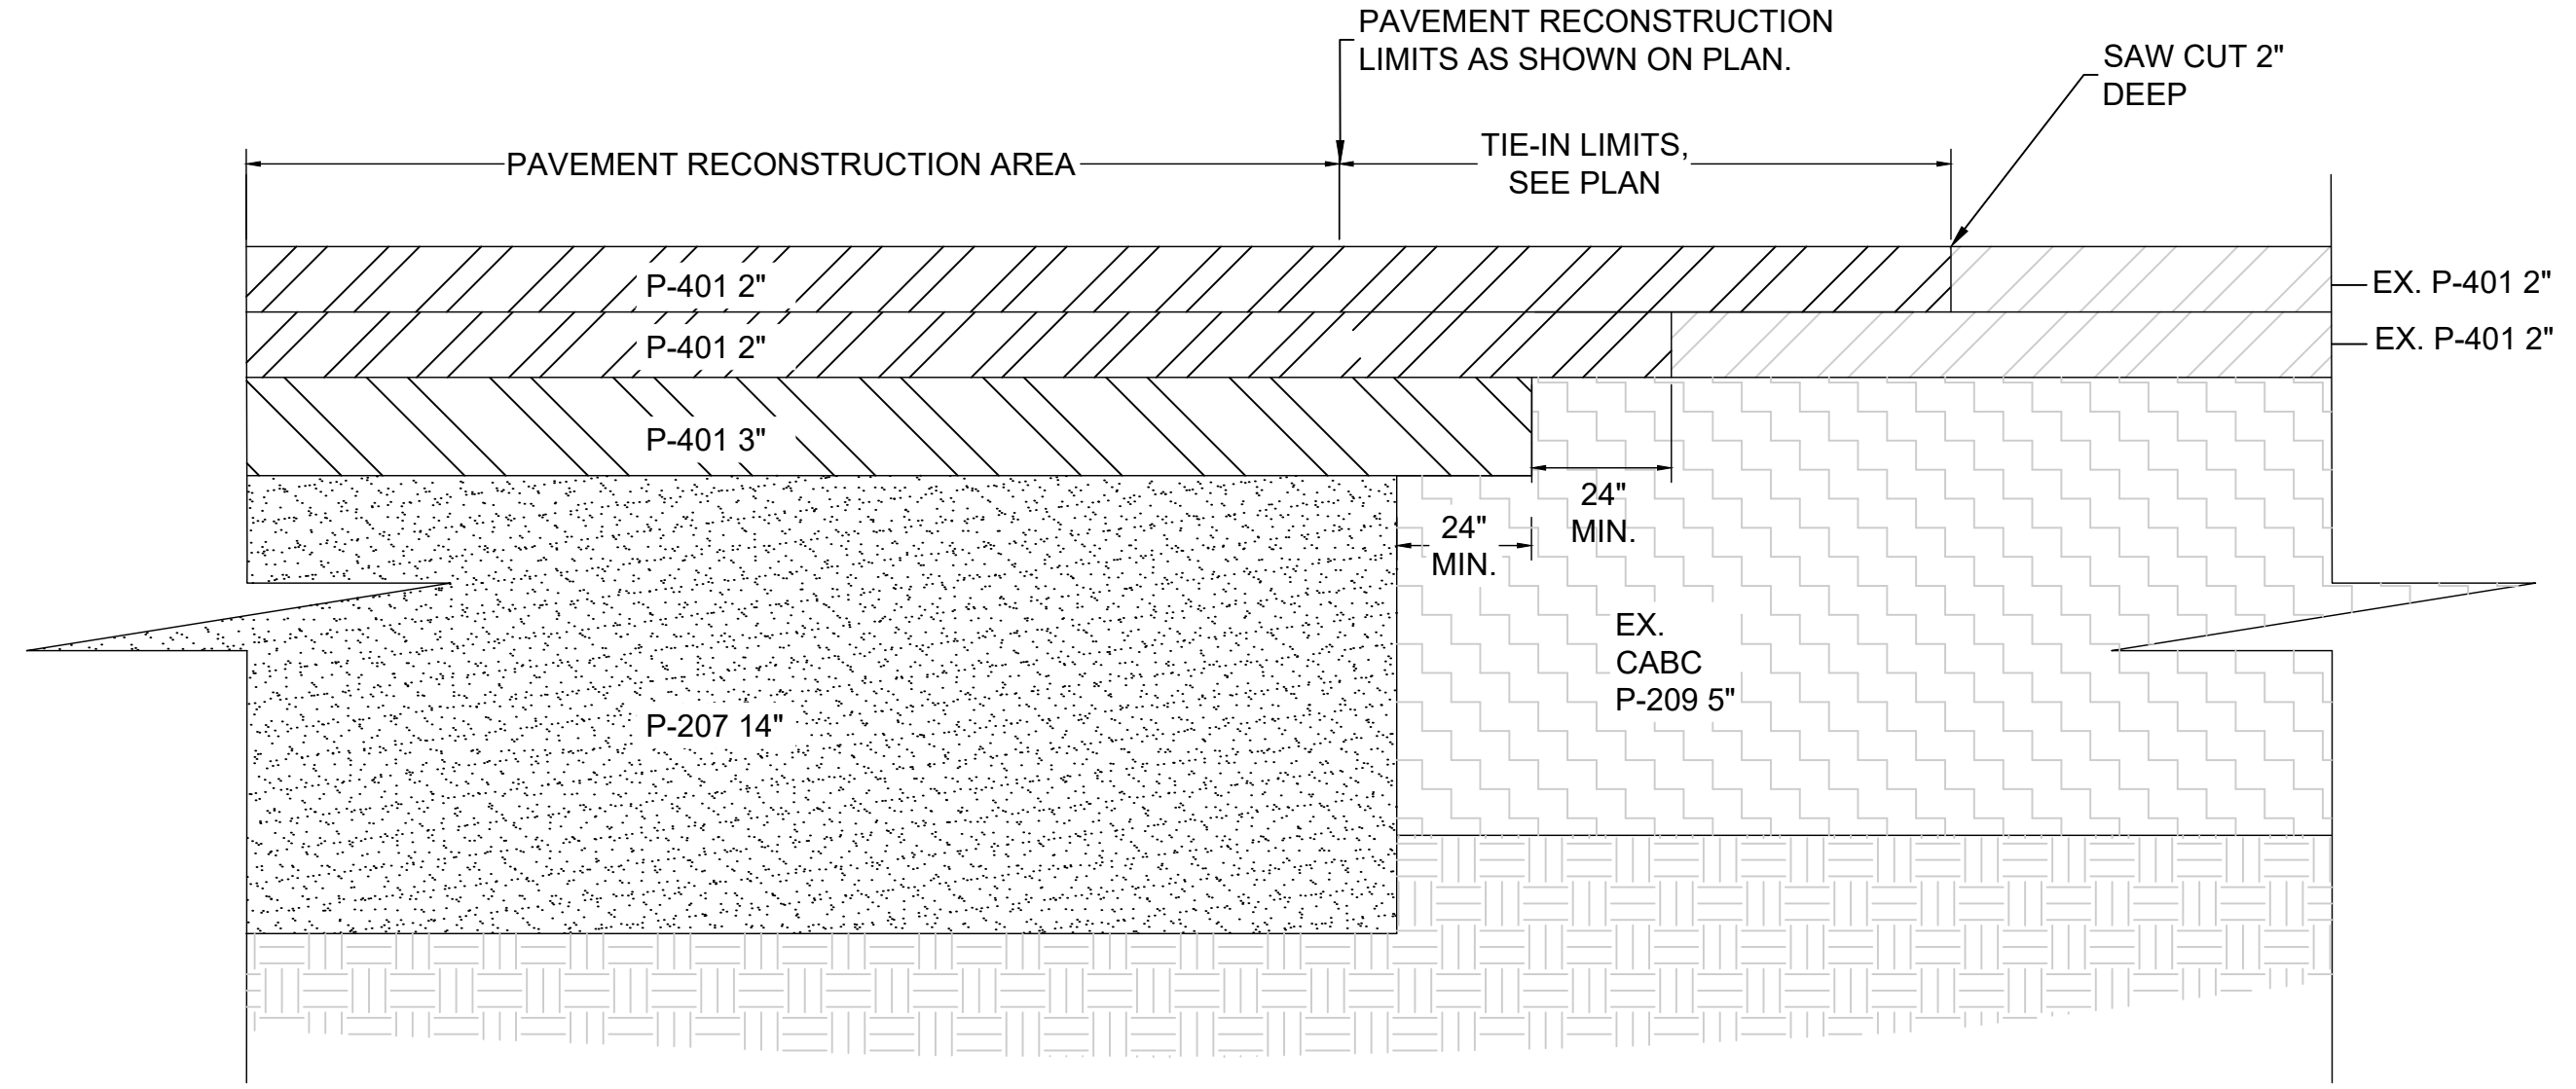 PAVEMENT RECONSTRUCTION
LIMITS AS SHOWN ON PLAN.
SAW CUT 2"
DEEP
PAVEMENT RECONSTRUCTION AREA
TIE-IN LIMITS,
SEE PLAN
P-401 2"
EX. P-401 2"
P-401 2"
EX. P-401 2"
P-401 3"
24"
MIN.
24"
MIN.
EX.
CABC
P-209 5"
P-207 14"